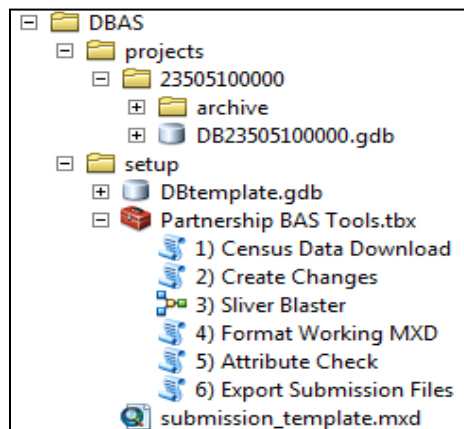 DBAS
projects
23505100000
archive
DB23505100000.gdb
setup
DBtemplate.gdb
Partnership BAS Tools.tbx
1) Census Data Download
2) Create Changes
3) Sliver Blaster
4) Format Working MXD
5) Attribute Check
6) Export Submission Files
submission_template.mxd